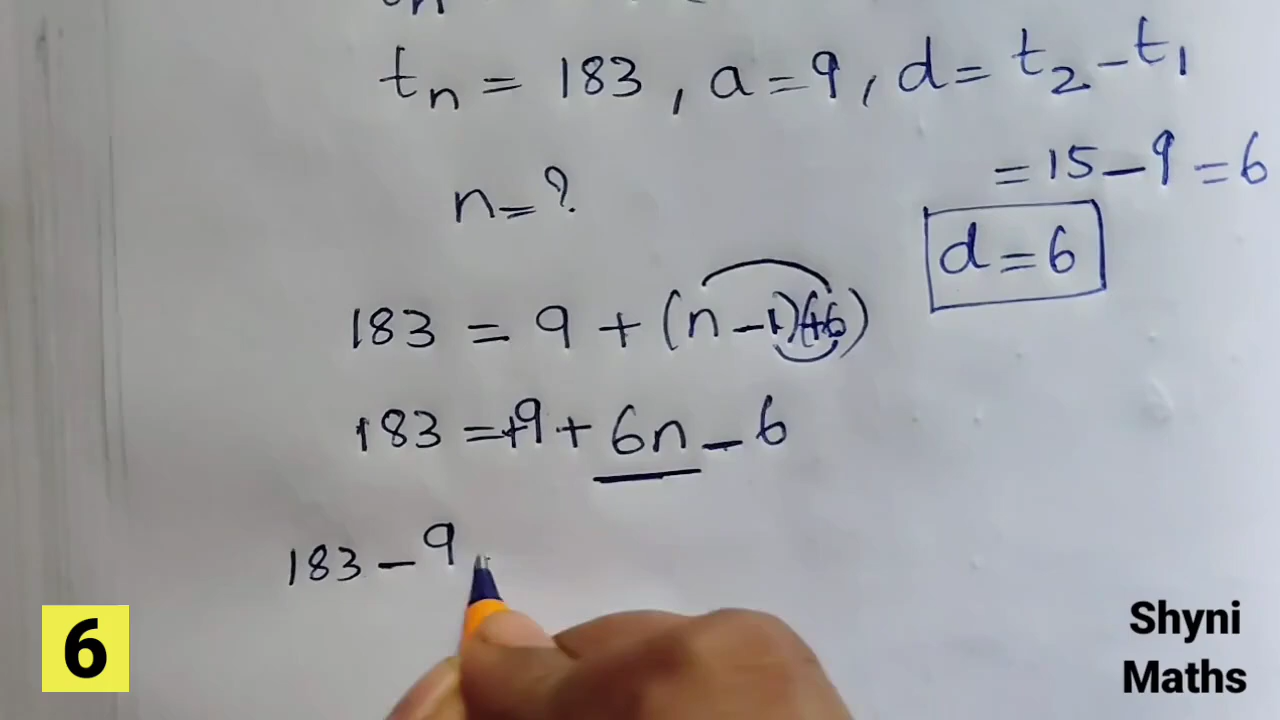 tn = 183, a = 9, d = t2 - t1
= 15 - 9 = 6
n = ?
d = 6
183 = 9 + (n - 1)(+6)
183 = +9 + 6n - 6
183 - 9
6
Shyni
Maths